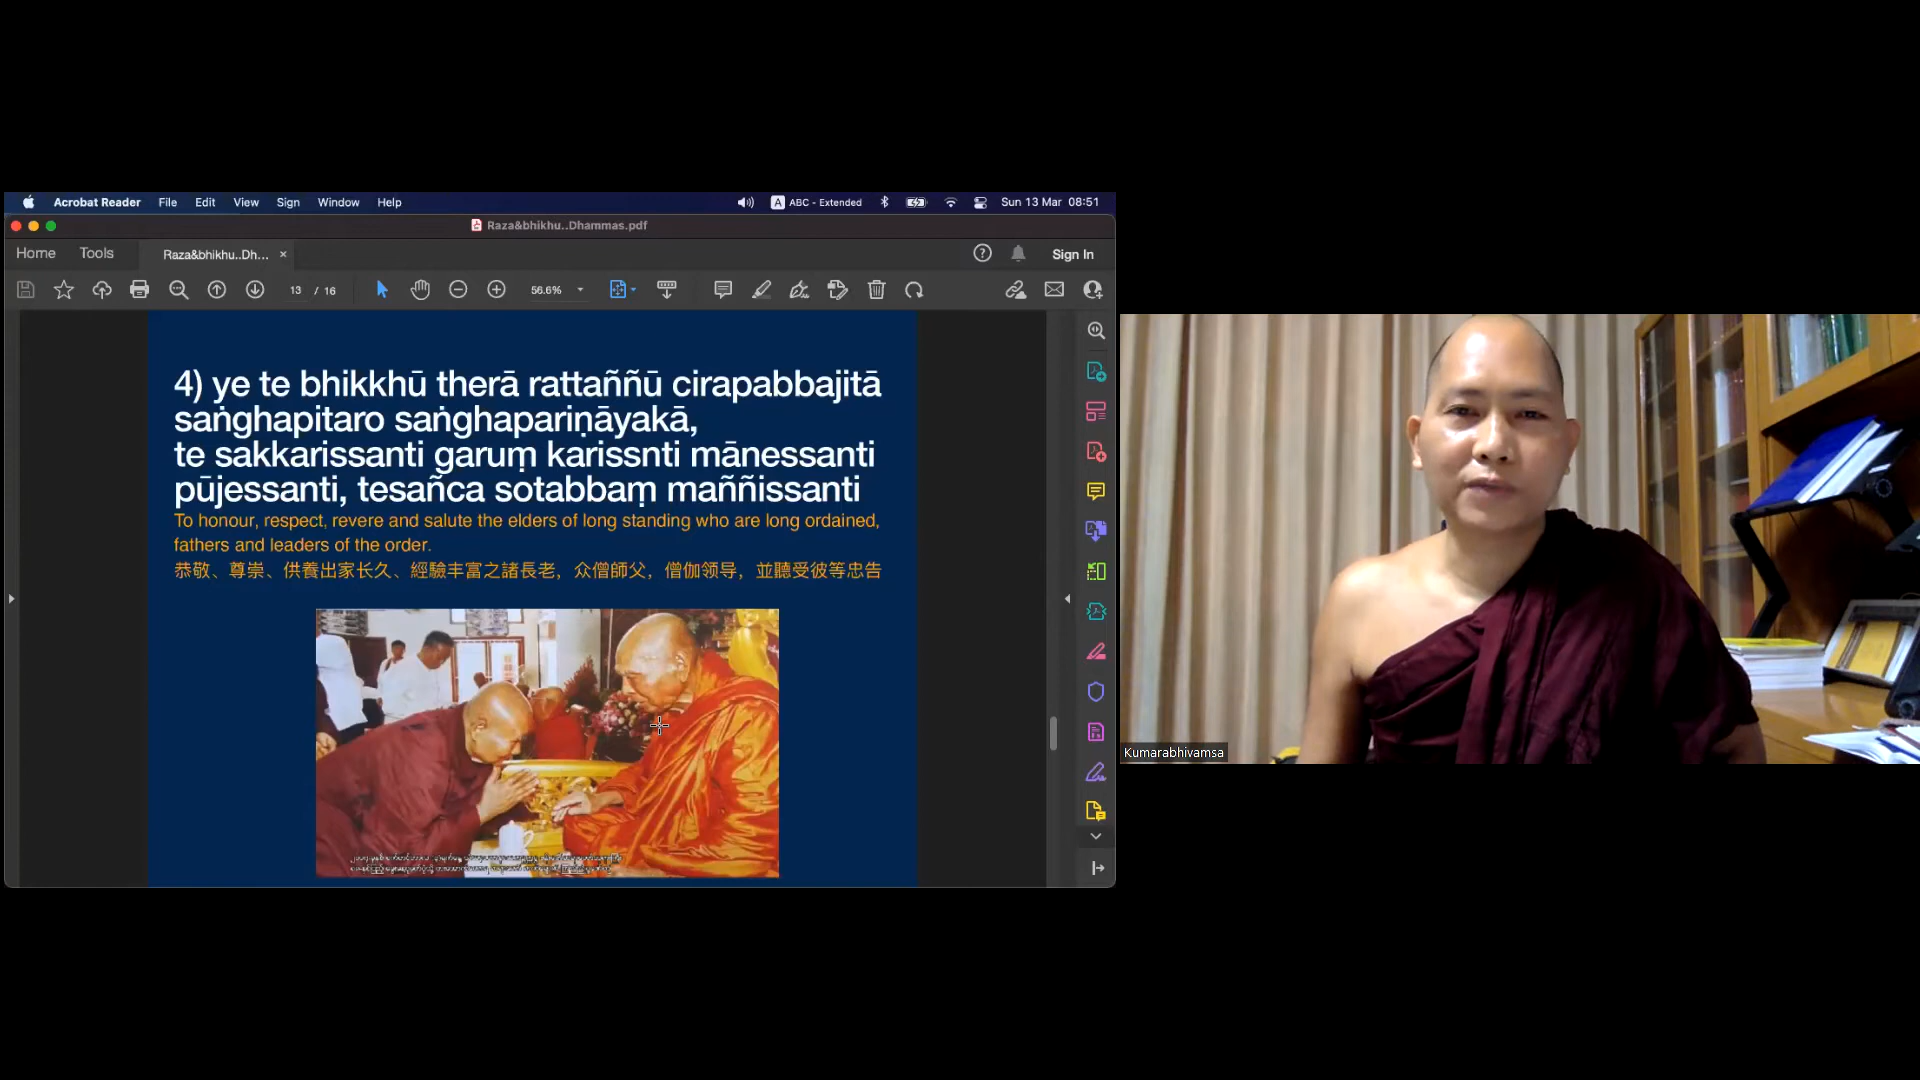 Acrobat Reader File Edit View Sign Window Help A ABC - Extended Sun 13 Mar 08:51
Raza&bhikhu..Dhammas.pdf
Home Tools Raza&bhikhu..Dh... × ? Sign In
13 / 16 56.6%
4) ye te bhikkhū therā rattaññū cirapabbajitā
saṅghapitaro saṅghapariṇāyakā,
te sakkarissanti garuṃ karissnti mānessanti
pūjessanti, tesañca sotabbaṃ maññissanti
To honour, respect, revere and salute the elders of long standing who are long ordained,
fathers and leaders of the order.
恭敬、尊崇、供養出家长久、經驗丰富之諸長老，众僧師父，僧伽领导，並聽受彼等忠告
Kumarabhivamsa